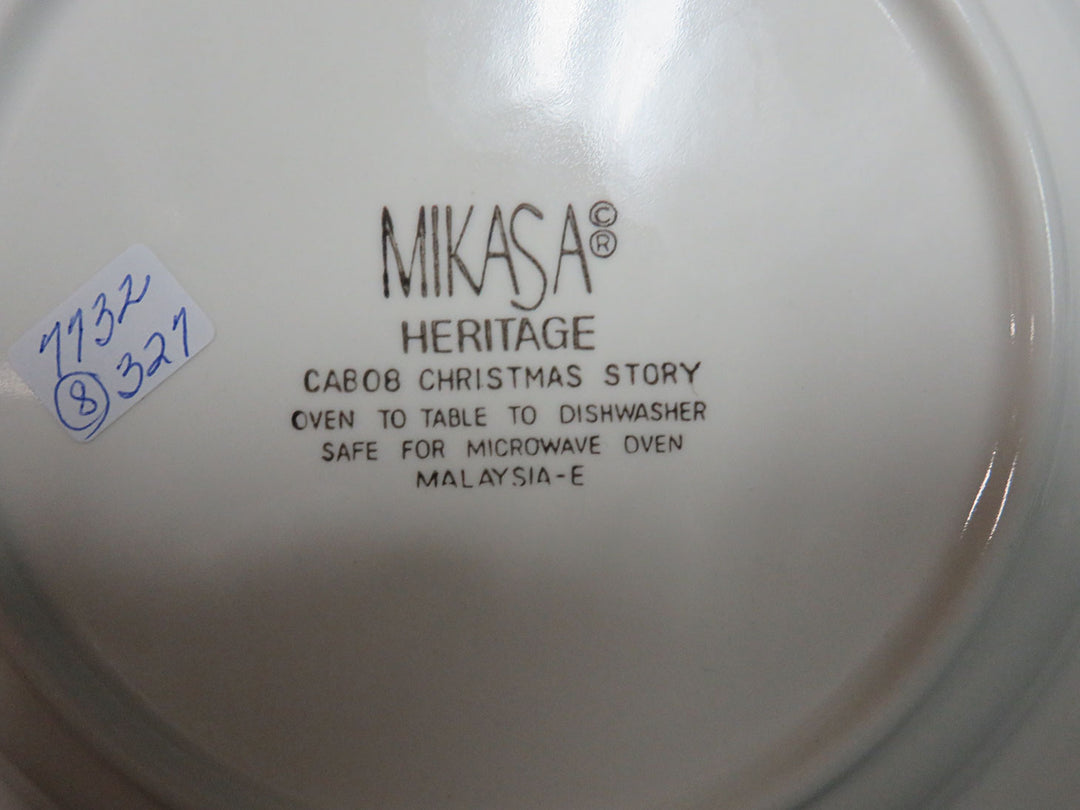 MIKASA©®
HERITAGE
CAB08 CHRISTMAS STORY
OVEN TO TABLE TO DISHWASHER
SAFE FOR MICROWAVE OVEN
MALAYSIA-E
7732
8 327